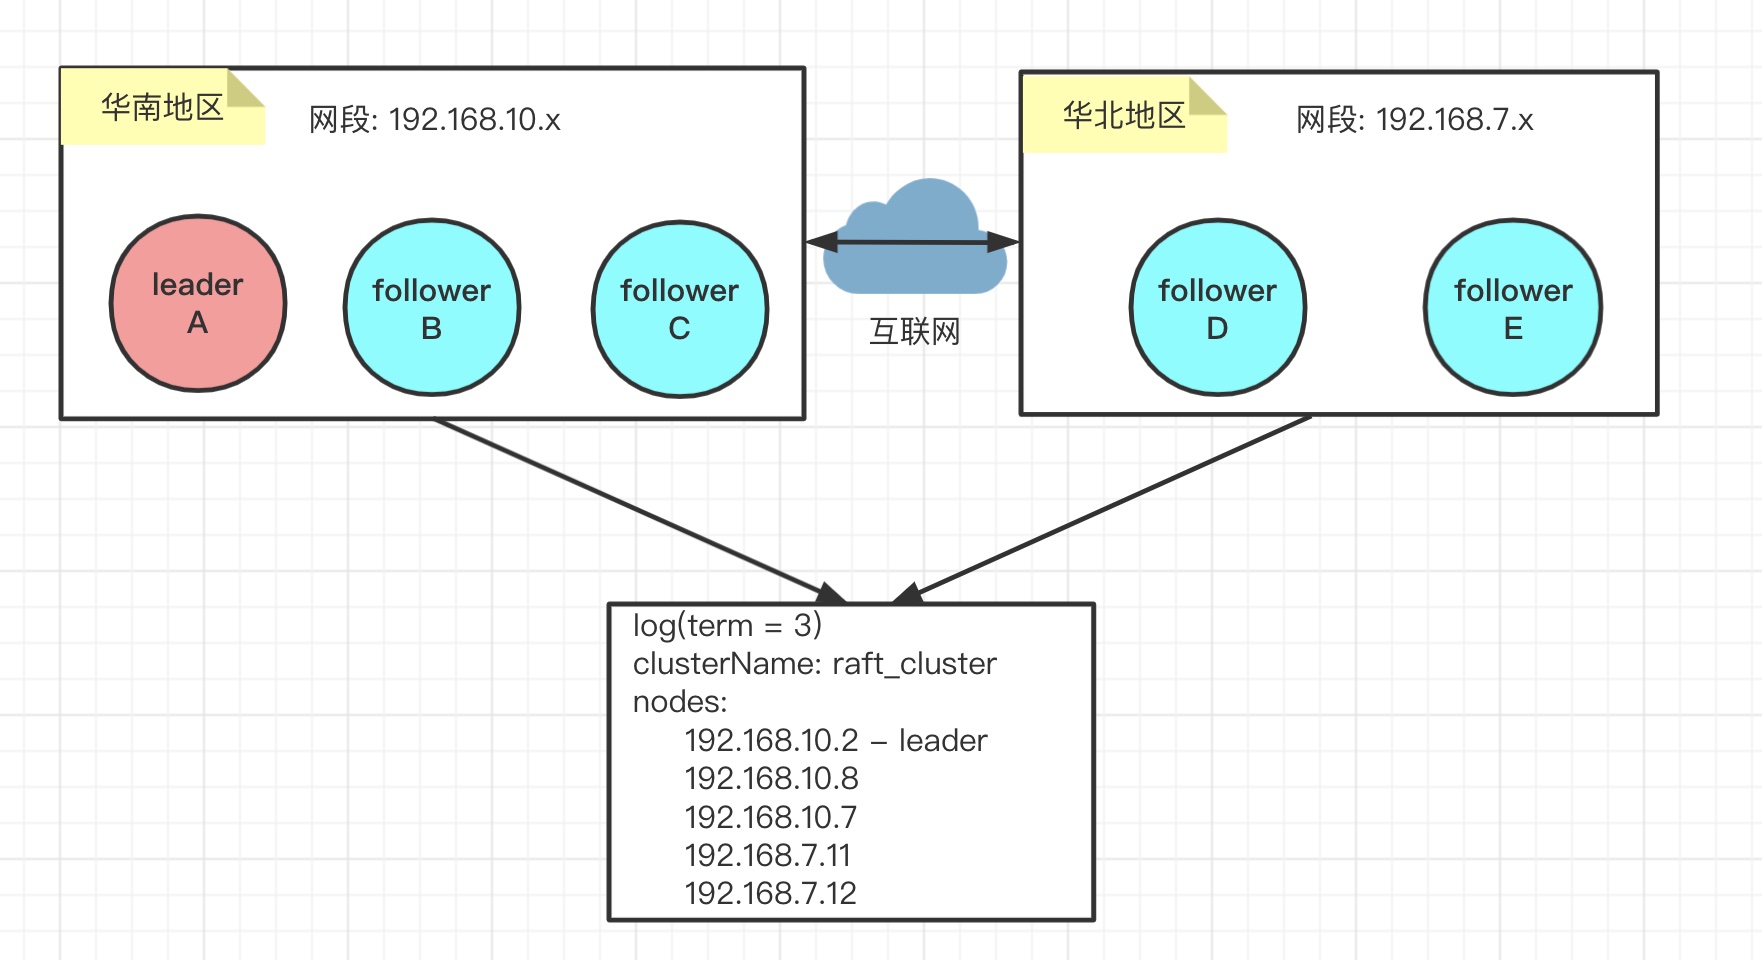 华南地区
网段: 192.168.10.x
leader
A
follower
B
follower
C
互联网
华北地区
网段: 192.168.7.x
follower
D
follower
E
log(term = 3)
clusterName: raft_cluster
nodes:
192.168.10.2 – leader
192.168.10.8
192.168.10.7
192.168.7.11
192.168.7.12